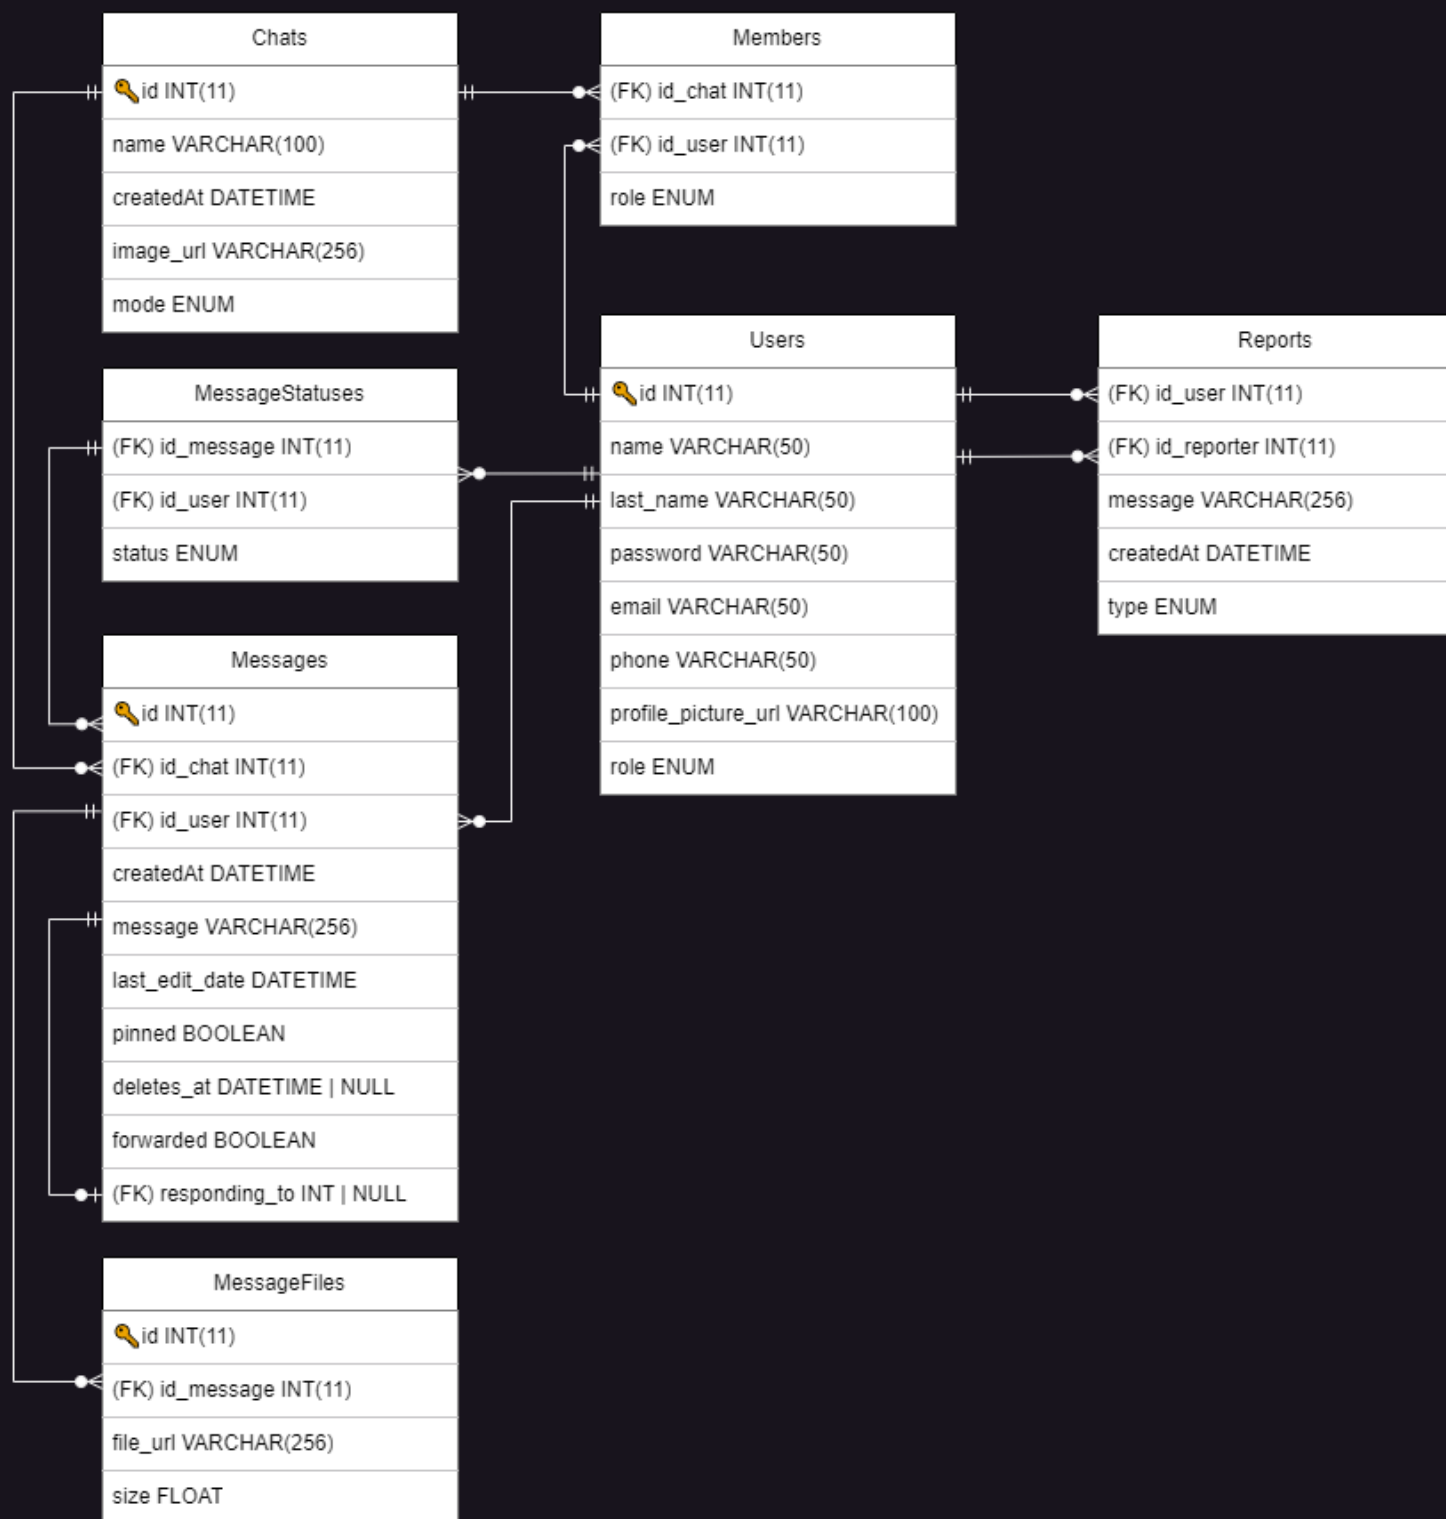 Chats
id INT(11)
name VARCHAR(100)
createdAt DATETIME
image_url VARCHAR(256)
mode ENUM
Members
(FK) id_chat INT(11)
(FK) id_user INT(11)
role ENUM
MessageStatuses
(FK) id_message INT(11)
(FK) id_user INT(11)
status ENUM
Users
id INT(11)
name VARCHAR(50)
last_name VARCHAR(50)
password VARCHAR(50)
email VARCHAR(50)
phone VARCHAR(50)
profile_picture_url VARCHAR(100)
role ENUM
Reports
(FK) id_user INT(11)
(FK) id_reporter INT(11)
message VARCHAR(256)
createdAt DATETIME
type ENUM
Messages
id INT(11)
(FK) id_chat INT(11)
(FK) id_user INT(11)
createdAt DATETIME
message VARCHAR(256)
last_edit_date DATETIME
pinned BOOLEAN
deletes_at DATETIME | NULL
forwarded BOOLEAN
(FK) responding_to INT | NULL
MessageFiles
id INT(11)
(FK) id_message INT(11)
file_url VARCHAR(256)
size FLOAT